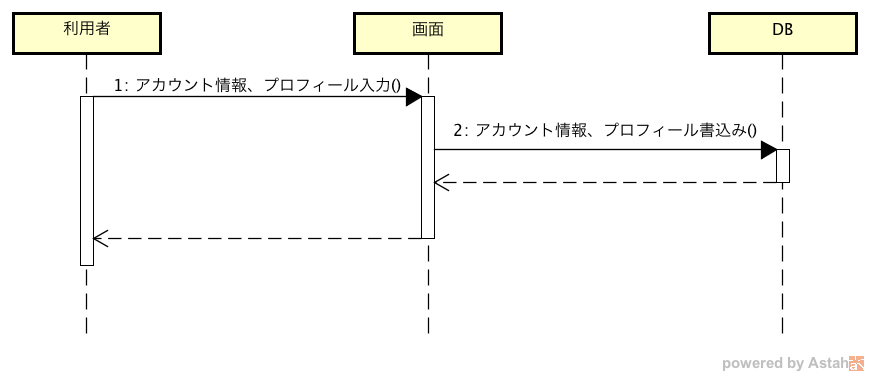 利用者
画面
DB
1: アカウント情報、プロフィール入力()
2: アカウント情報、プロフィール書込み()
powered by Astah